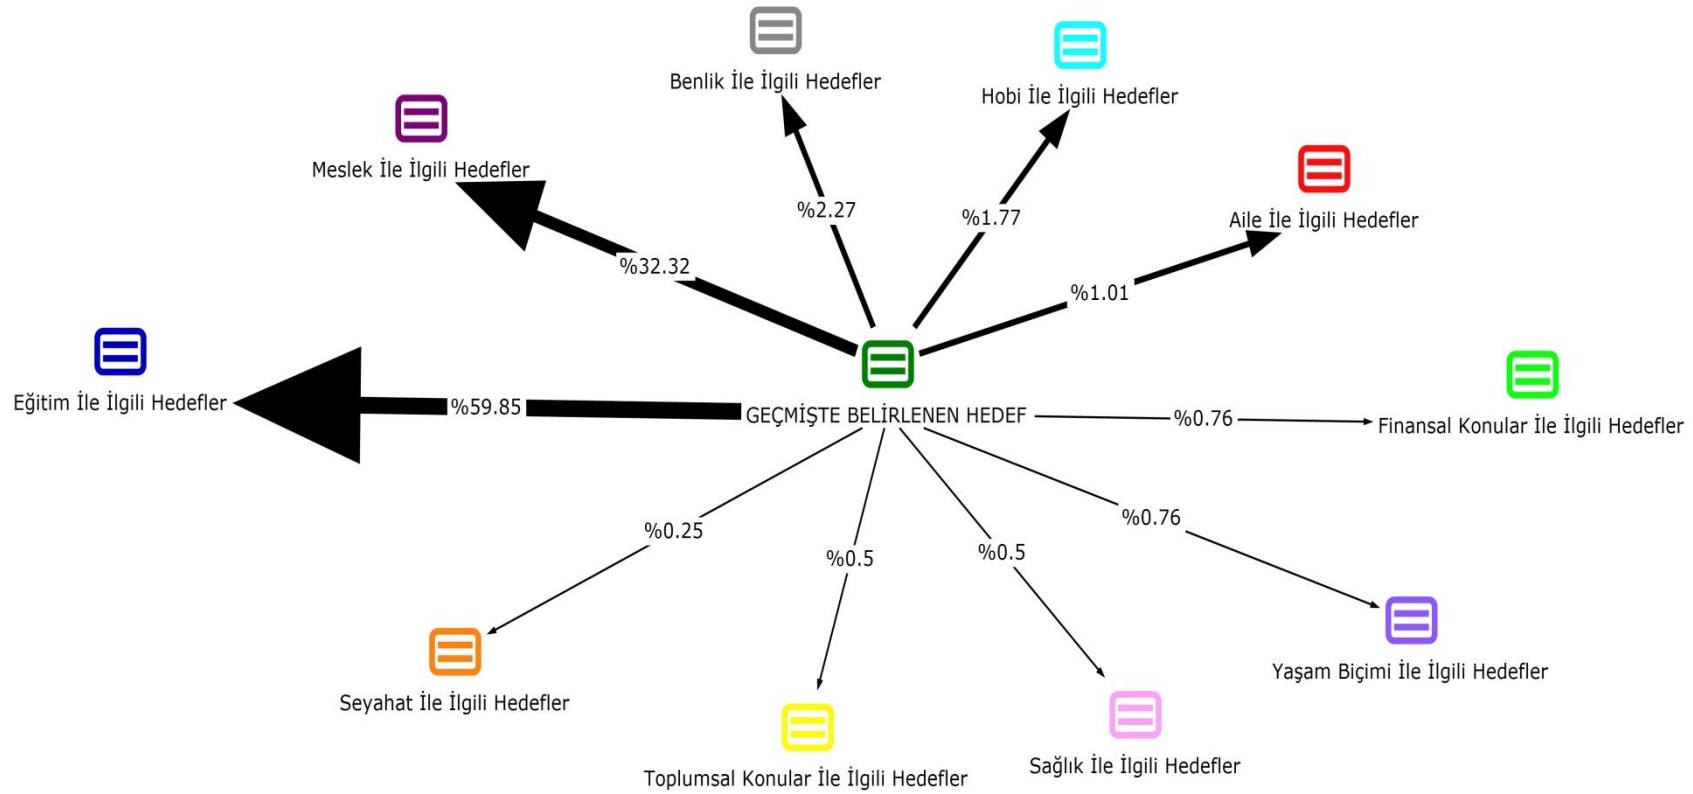 Benlik İle İlgili Hedefler
Hobi İle İlgili Hedefler
Meslek İle İlgili Hedefler
Aile İle İlgili Hedefler
%2.27
%1.77
%32.32
%1.01
Eğitim İle İlgili Hedefler
%59.85
GEÇMİŞTE BELİRLENEN HEDEF
%0.76
Finansal Konular İle İlgili Hedefler
%0.25
%0.5
%0.5
%0.76
Seyahat İle İlgili Hedefler
Toplumsal Konular İle İlgili Hedefler
Sağlık İle İlgili Hedefler
Yaşam Biçimi İle İlgili Hedefler